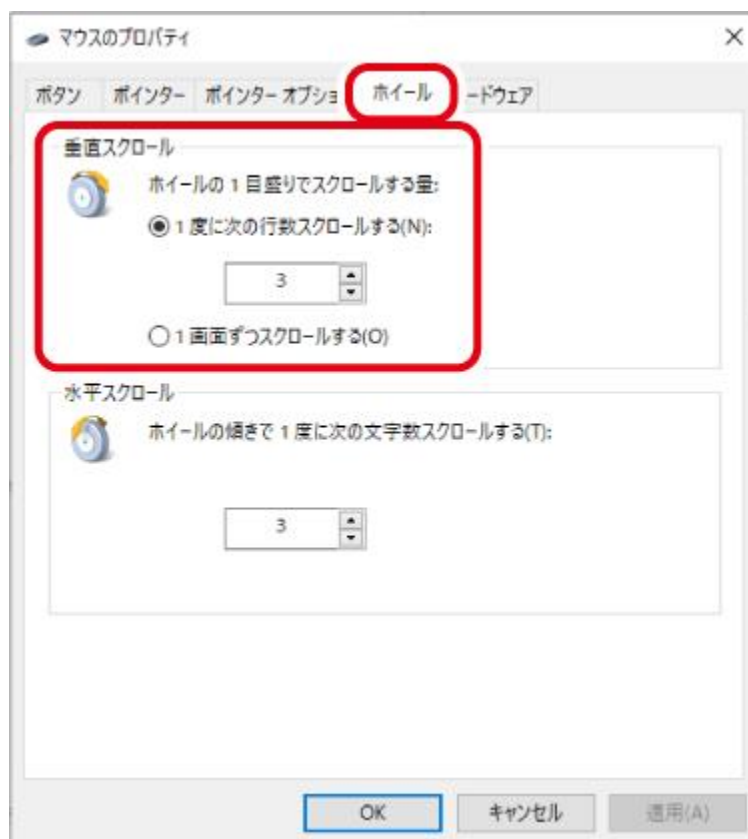 マウスのプロパティ
ボタン ポインター ポインター オプショ ホイール ードウェア
垂直スクロール
ホイールの 1 目盛りでスクロールする量:
1 度に次の行数スクロールする(N):
3
1 画面ずつスクロールする(O)
水平スクロール
ホイールの傾きで 1 度に次の文字数スクロールする(T):
3
OK キャンセル 適用(A)